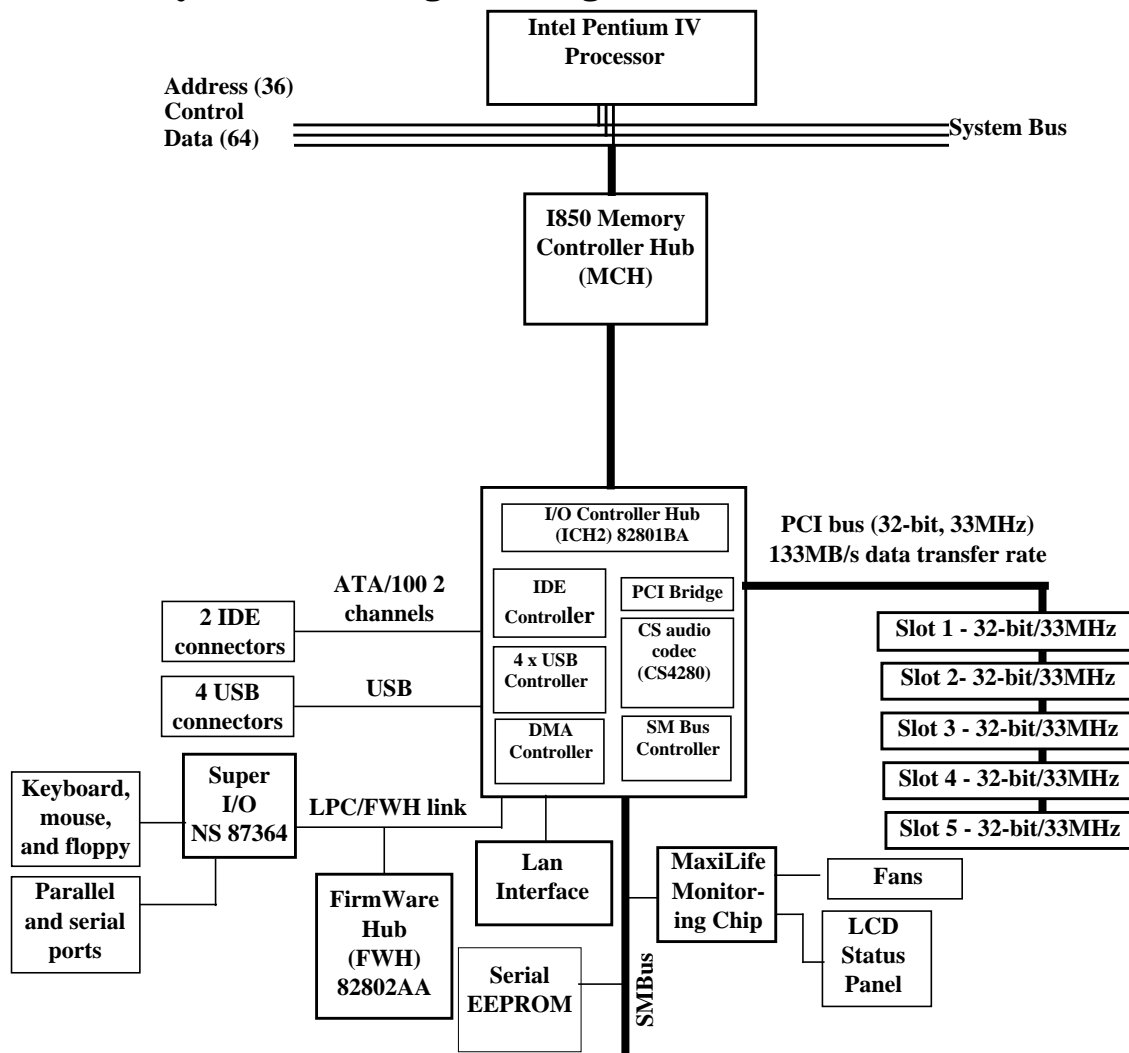 Intel Pentium IV
Processor
Address (36)
Control
Data (64)
System Bus
I850 Memory
Controller Hub
(MCH)
I/O Controller Hub
(ICH2) 82801BA
PCI bus (32-bit, 33MHz)
133MB/s data transfer rate
IDE
Controller
PCI Bridge
ATA/100 2
channels
2 IDE
connectors
CS audio
codec
(CS4280)
4 x USB
Controller
USB
4 USB
connectors
DMA
Controller
SM Bus
Controller
Slot 1 - 32-bit/33MHz
Slot 2- 32-bit/33MHz
Slot 3 - 32-bit/33MHz
Slot 4 - 32-bit/33MHz
Slot 5 - 32-bit/33MHz
Keyboard,
mouse,
and floppy
Super
I/O
NS 87364
LPC/FWH link
Parallel
and serial
ports
FirmWare
Hub
(FWH)
82802AA
Lan
Interface
MaxiLife
Monitor-
ing Chip
Fans
LCD
Status
Panel
Serial
EEPROM
SMBus